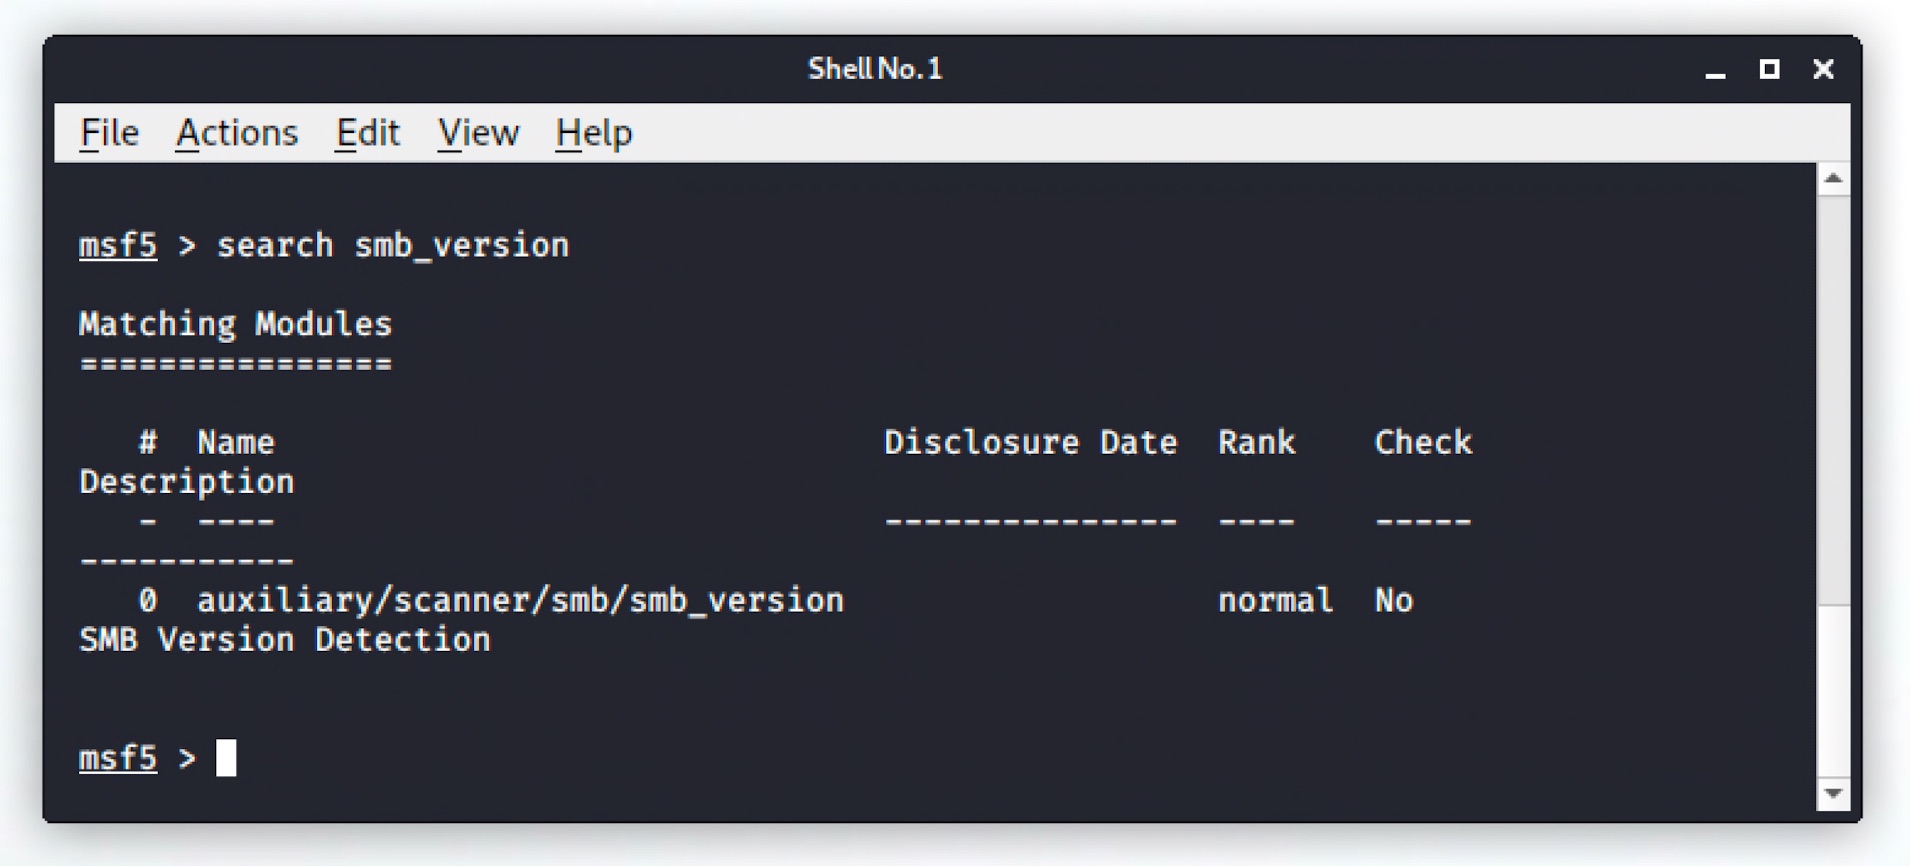 Shell No. 1
File Actions Edit View Help
msf5 > search smb_version
Matching Modules
================
# Name Disclosure Date Rank Check
Description
- ---- --------------- ---- -----
-----------
0 auxiliary/scanner/smb/smb_version normal No
SMB Version Detection
msf5 >